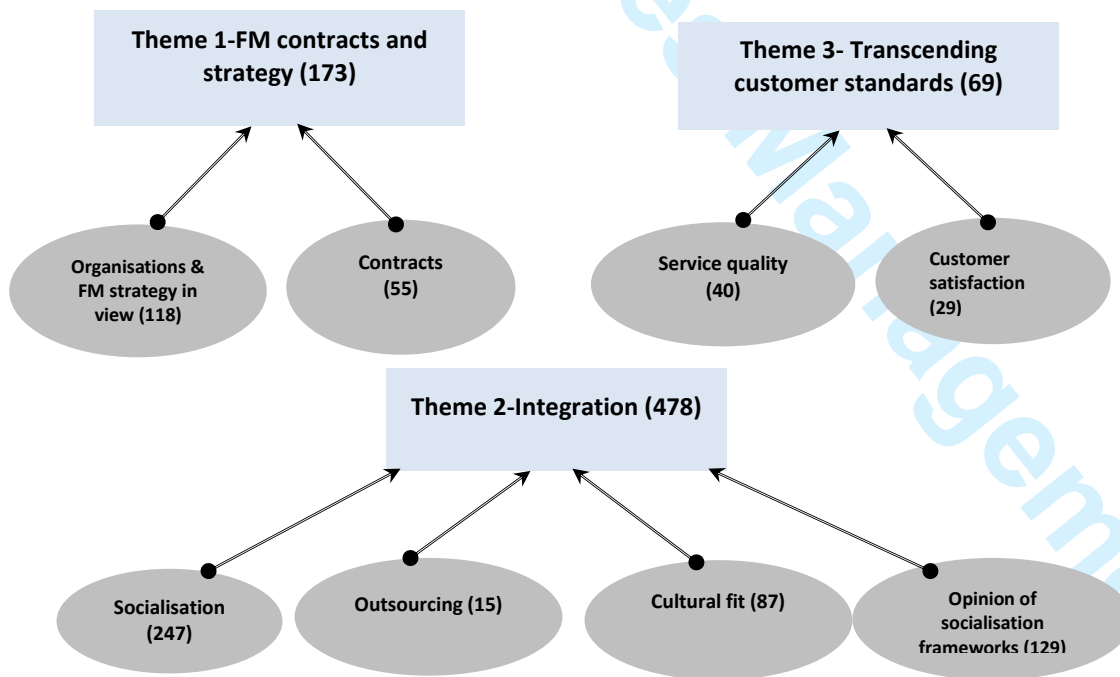 Theme 1-FM contracts and
strategy (173)
Theme 3- Transcending
customer standards (69)
Organisations &
FM strategy in
view (118)
Contracts
(55)
Service quality
(40)
Customer
satisfaction
(29)
Theme 2-Integration (478)
Socialisation
(247)
Outsourcing (15)
Cultural fit (87)
Opinion of
socialisation
frameworks (129)